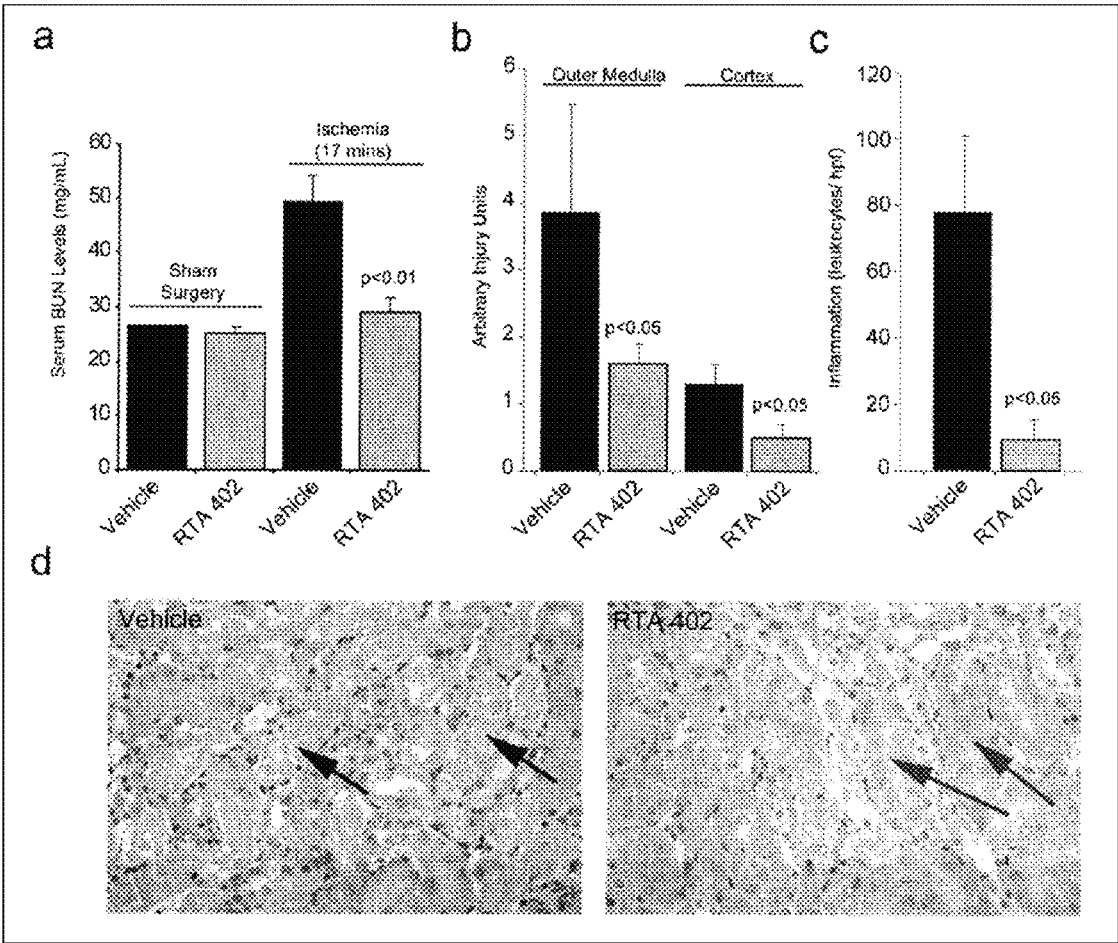 a
Serum BUN Levels (mg/mL)
60
50
40
30
20
10
0
Sham
Surgery
Ischemia
(17 mins)
p<0.01
Vehicle
RTA 402
Vehicle
RTA 402
b
Arbitrary Injury Units
6
5
4
3
2
1
0
Outer Medulla
Cortex
p<0.05
p<0.05
Vehicle
RTA 402
Vehicle
RTA 402
c
Inflammation (leukocytes/ hpf)
120
100
80
60
40
20
0
p<0.05
Vehicle
RTA 402
d
Vehicle
RTA 402